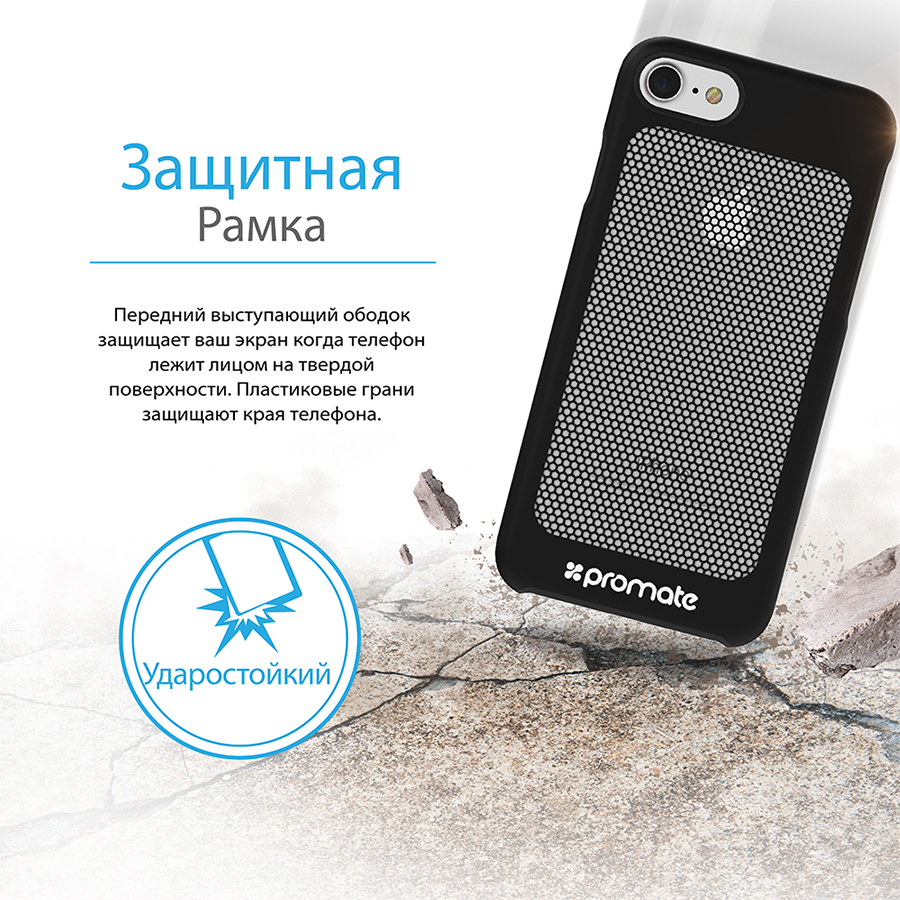 Защитная
Рамка
Передний выступающий ободок
защищает ваш экран когда телефон
лежит лицом на твердой
поверхности. Пластиковые грани
защищают края телефона.
Ударостойкий
promate